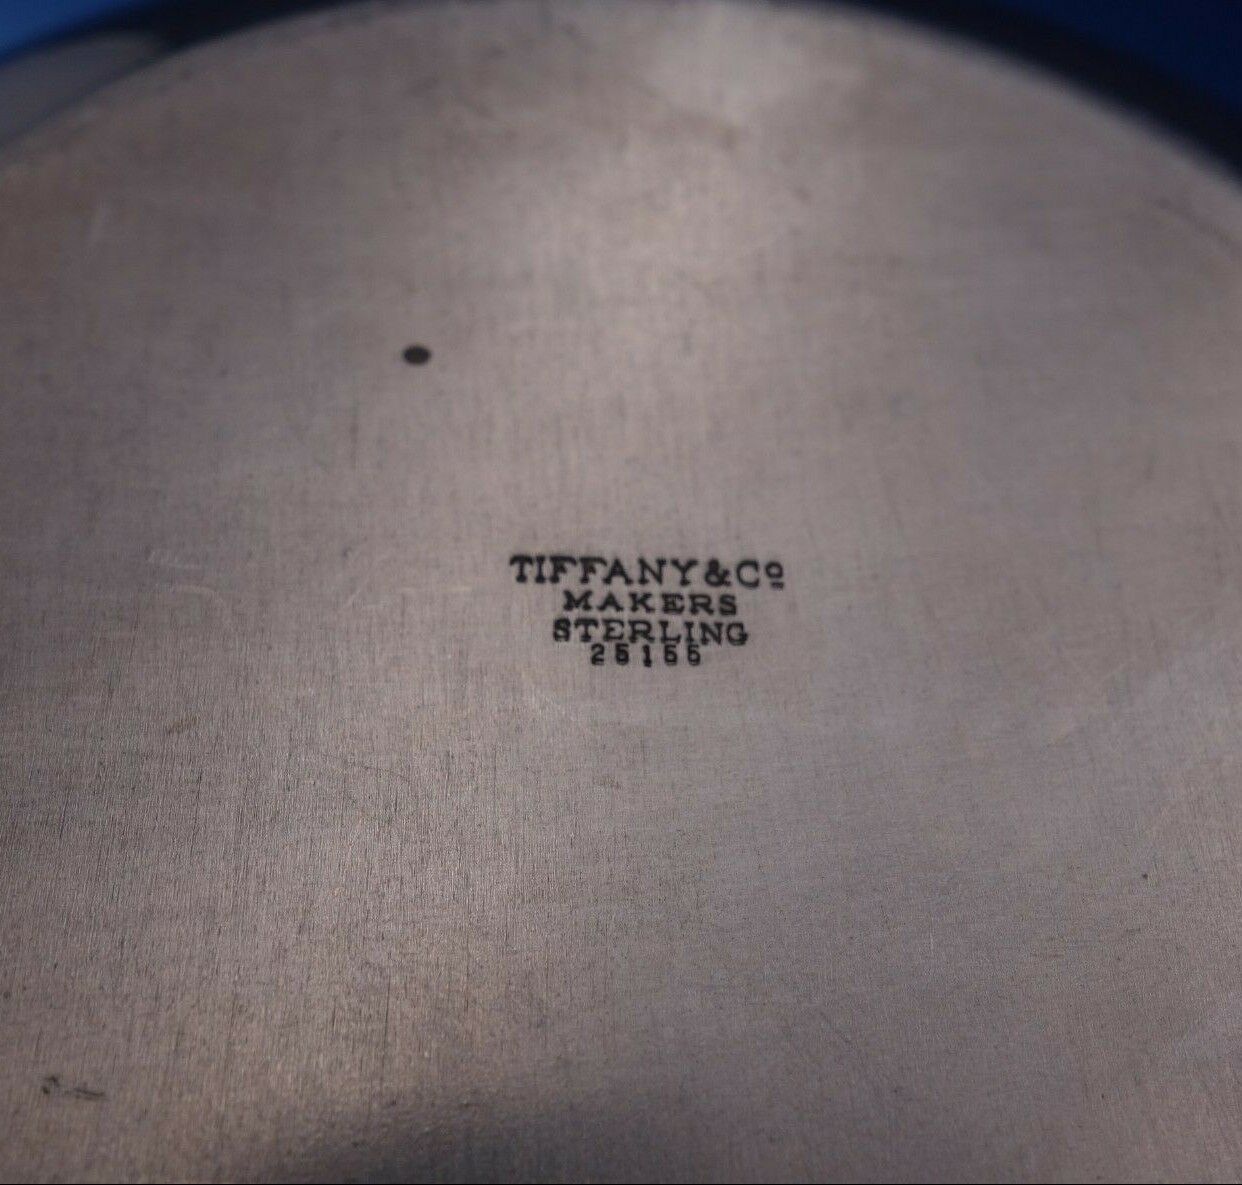 TIFFANY & Cº
MAKERS
STERLING
25155